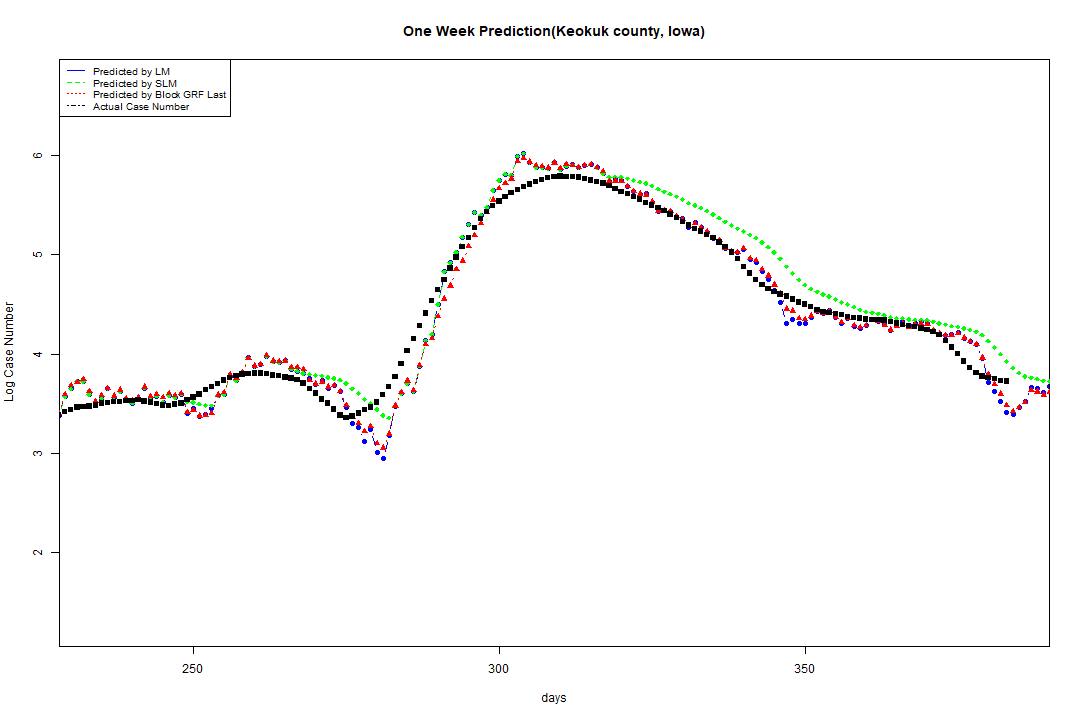 One Week Prediction(Keokuk county, Iowa)
Predicted by LM
Predicted by SLM
Predicted by Block GRF Last
Actual Case Number
6
5
4
3
2
Log Case Number
250
300
350
days